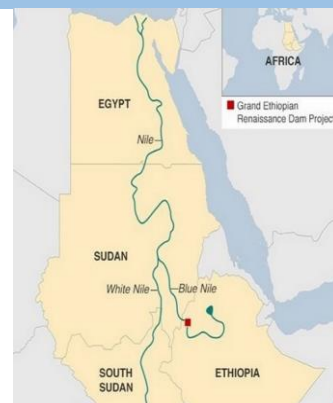 AFRICA
Grand Ethiopian
Renaissance Dam Project
EGYPT
Nile
SUDAN
White Nile
Blue Nile
SOUTH
SUDAN
ETHIOPIA